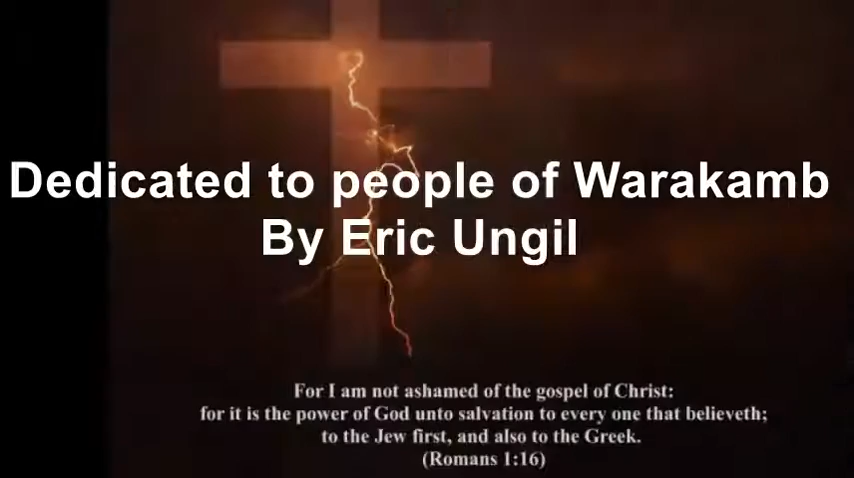 Dedicated to people of Warakamb
By Eric Ungil
For I am not ashamed of the gospel of Christ:
for it is the power of God unto salvation to every one that believeth;
to the Jew first, and also to the Greek.
(Romans 1:16)